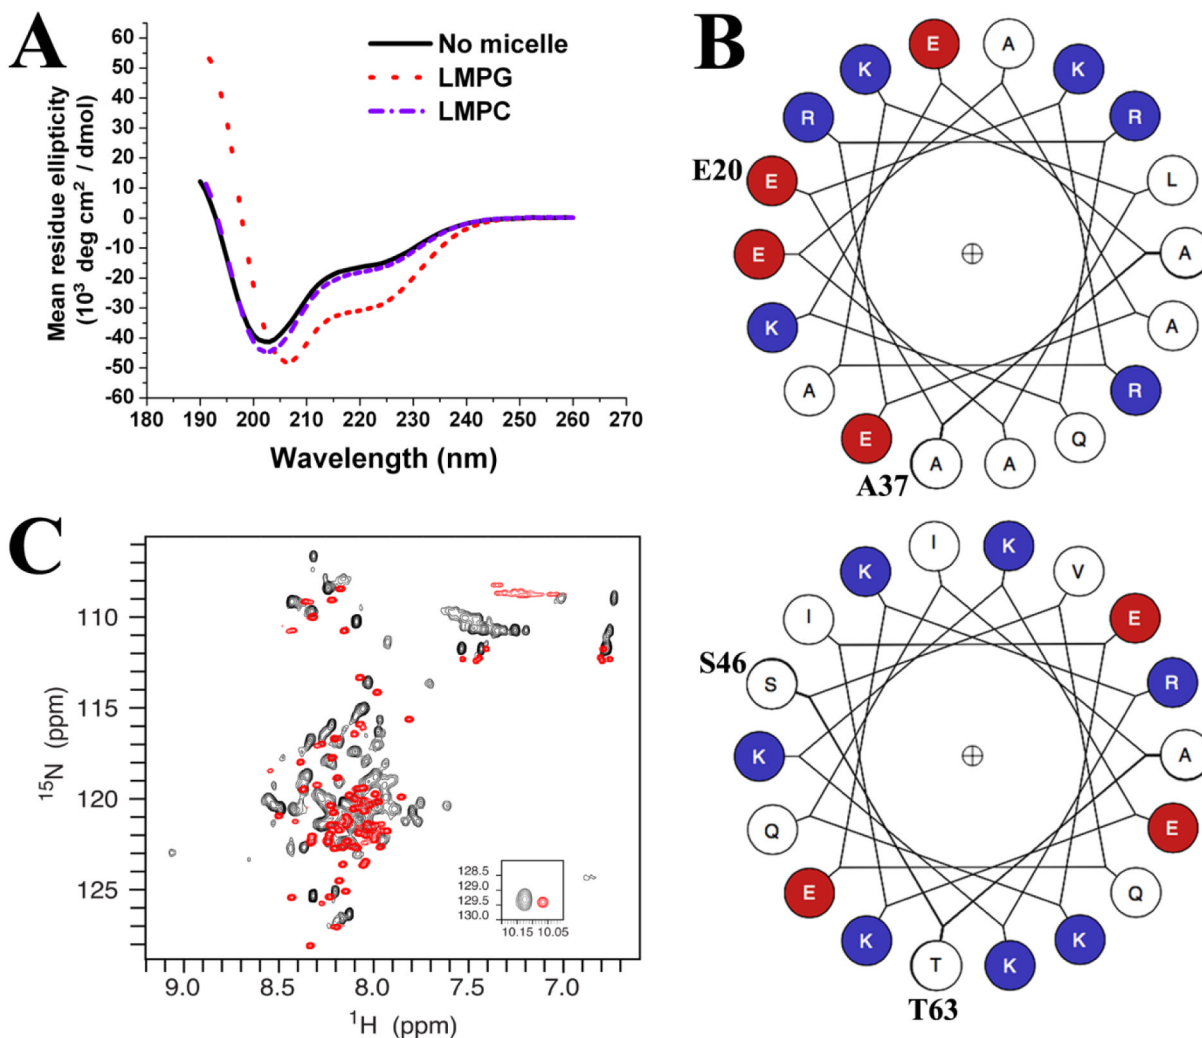 A
Mean residue ellipticity
(10³ deg cm² / dmol)
65
60
50
40
30
20
10
0
-10
-20
-30
-40
-50
-60
180 190 200 210 220 230 240 250 260 270
Wavelength (nm)
No micelle
LMPG
LMPC
B
E A
K K
R R
E20 E L
E A
K A
A R
E Q
A A
A37
C
¹⁵N (ppm)
110
115
120
125
9.0 8.5 8.0 7.5 7.0
¹H (ppm)
128.5
129.0
129.5
130.0
10.15 10.05
I K
K V
I E
S46 S R
K A
Q E
E Q
K K
T K
T63